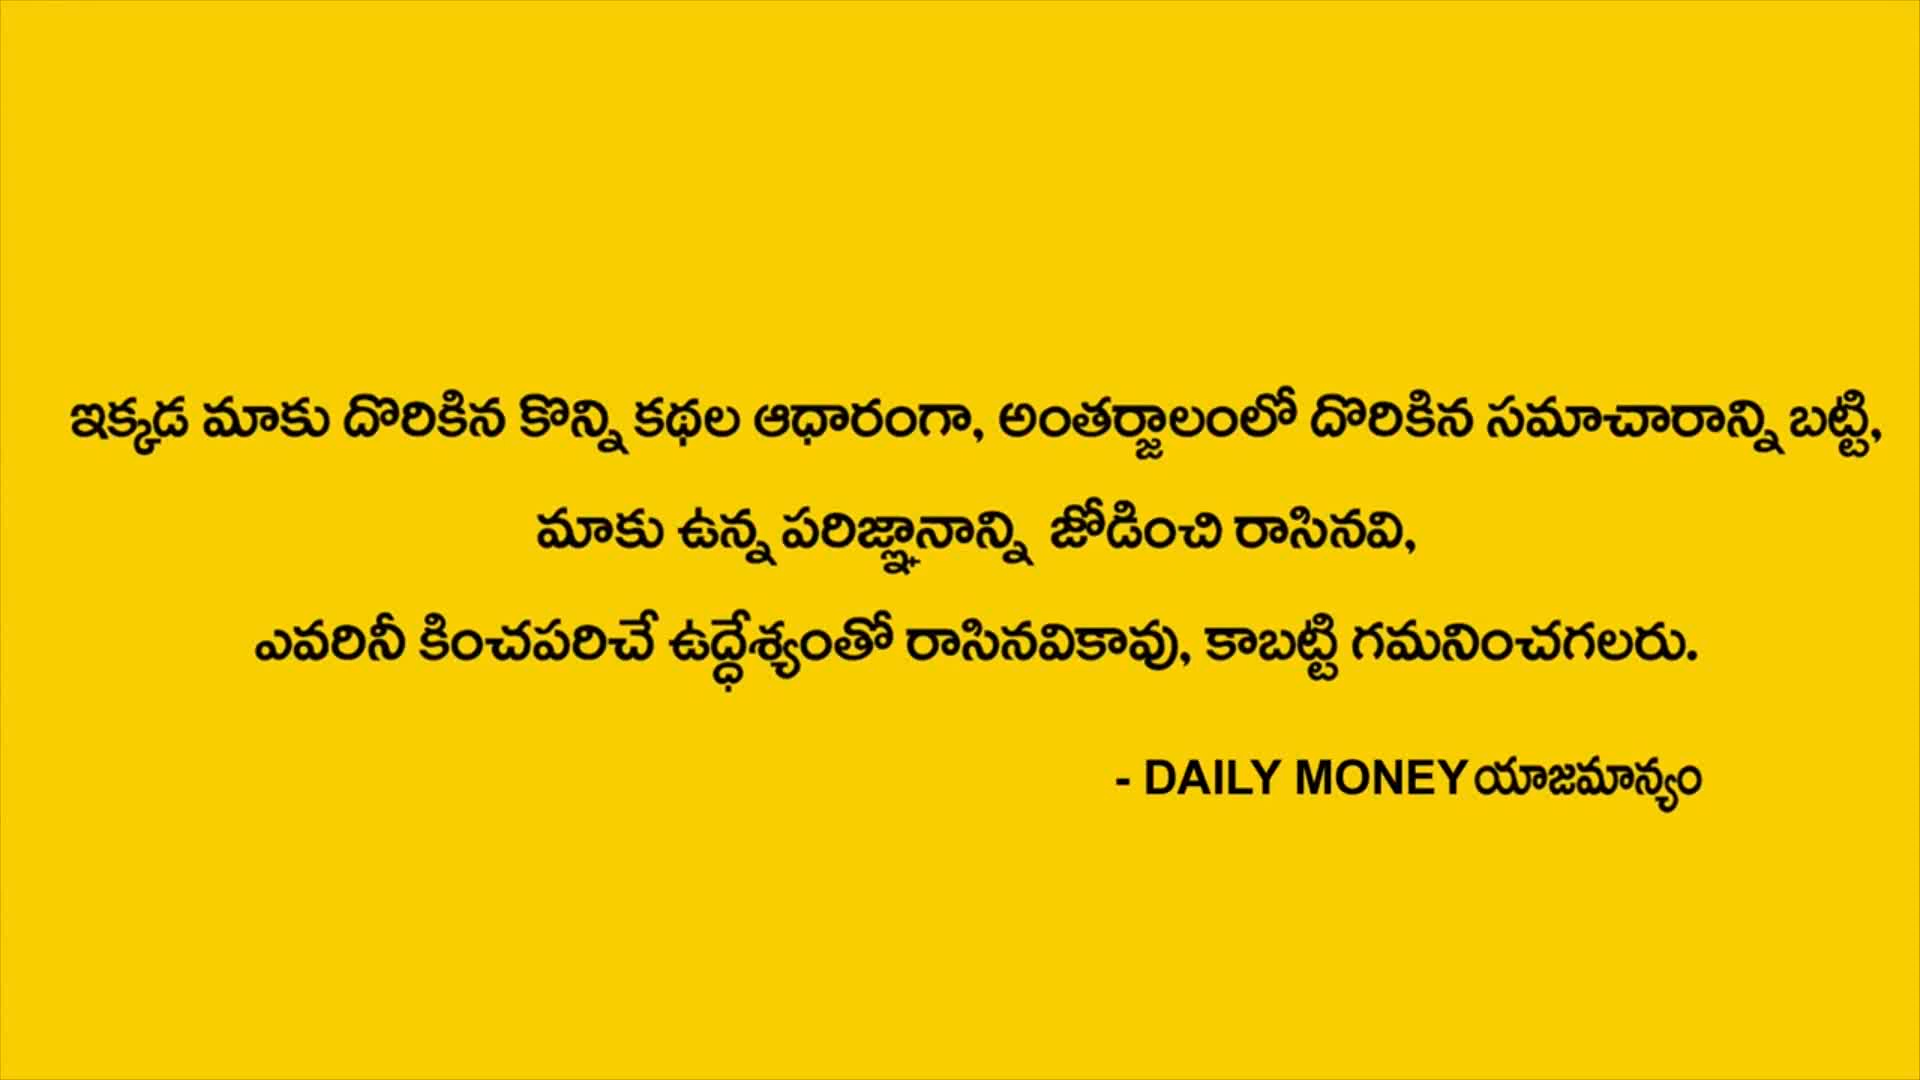 ఇక్కడ మాకు దొరికిన కొన్ని కథల ఆధారంగా, అంతర్జాలంలో దొరికిన సమాచారాన్ని బట్టి,
మాకు ఉన్న పరిజ్ఞానాన్ని జోడించి రాసినవి,
ఎవరినీ కించపరిచే ఉద్ధేశ్యంతో రాసినవికావు, కాబట్టి గమనించగలరు.
- DAILY MONEY యాజమాన్యం